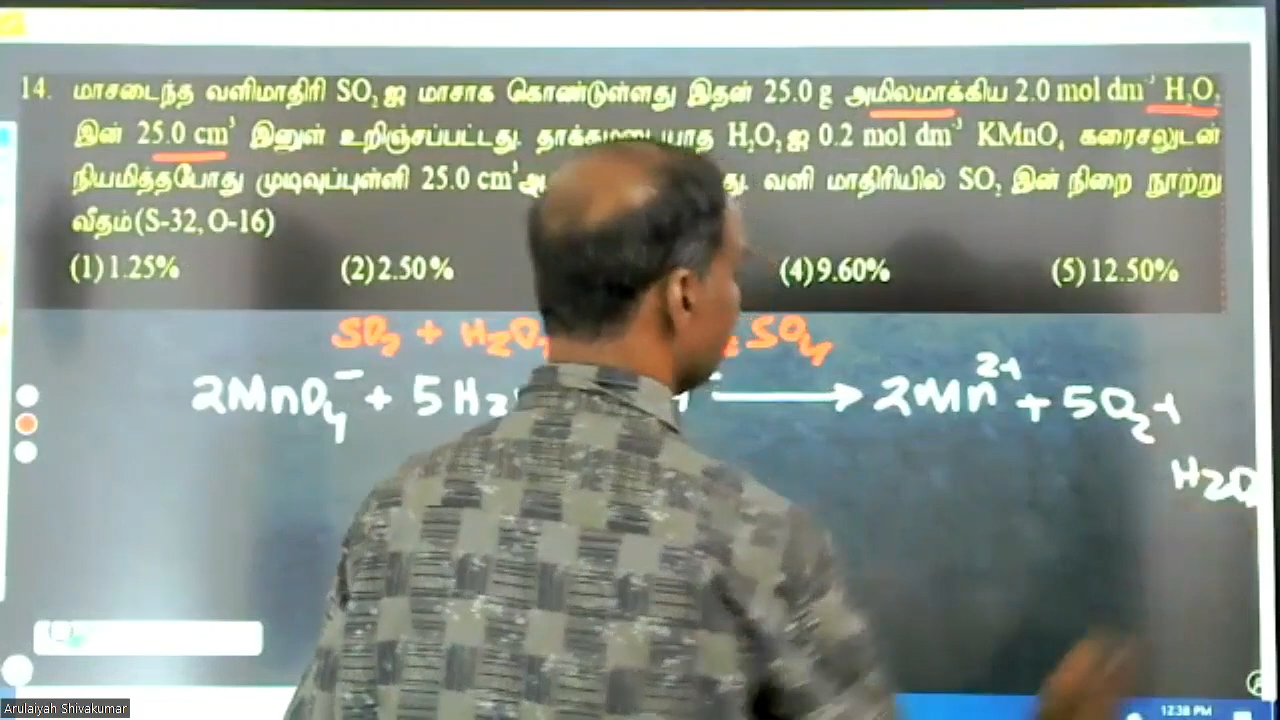 14. மாசடைந்த வளிமாதிரி SO₂ ஐ மாசாக கொண்டுள்ளது இதன் 25.0 g அமிலமாக்கிய 2.0 mol dm⁻³ H₂O₂
இன் 25.0 cm³ இனுள் உறிஞ்சப்பட்டது. தாக்கமடையாத H₂O₂ ஐ 0.2 mol dm⁻³ KMnO₄ கரைசலுடன்
நியமித்தபோது முடிவுப்புள்ளி 25.0 cm³ வளி மாதிரியில் SO₂ இன் நிறை நூற்று
வீதம் (S-32, O-16)
(1) 1.25% (2) 2.50% (4) 9.60% (5) 12.50%
SO₂ + H₂O₂ SO₄
2MnO₄⁻ + 5H₂ → 2Mn²⁺ + 5O₂ +
H₂O
Arulaiyah Shivakumar
12:38 PM